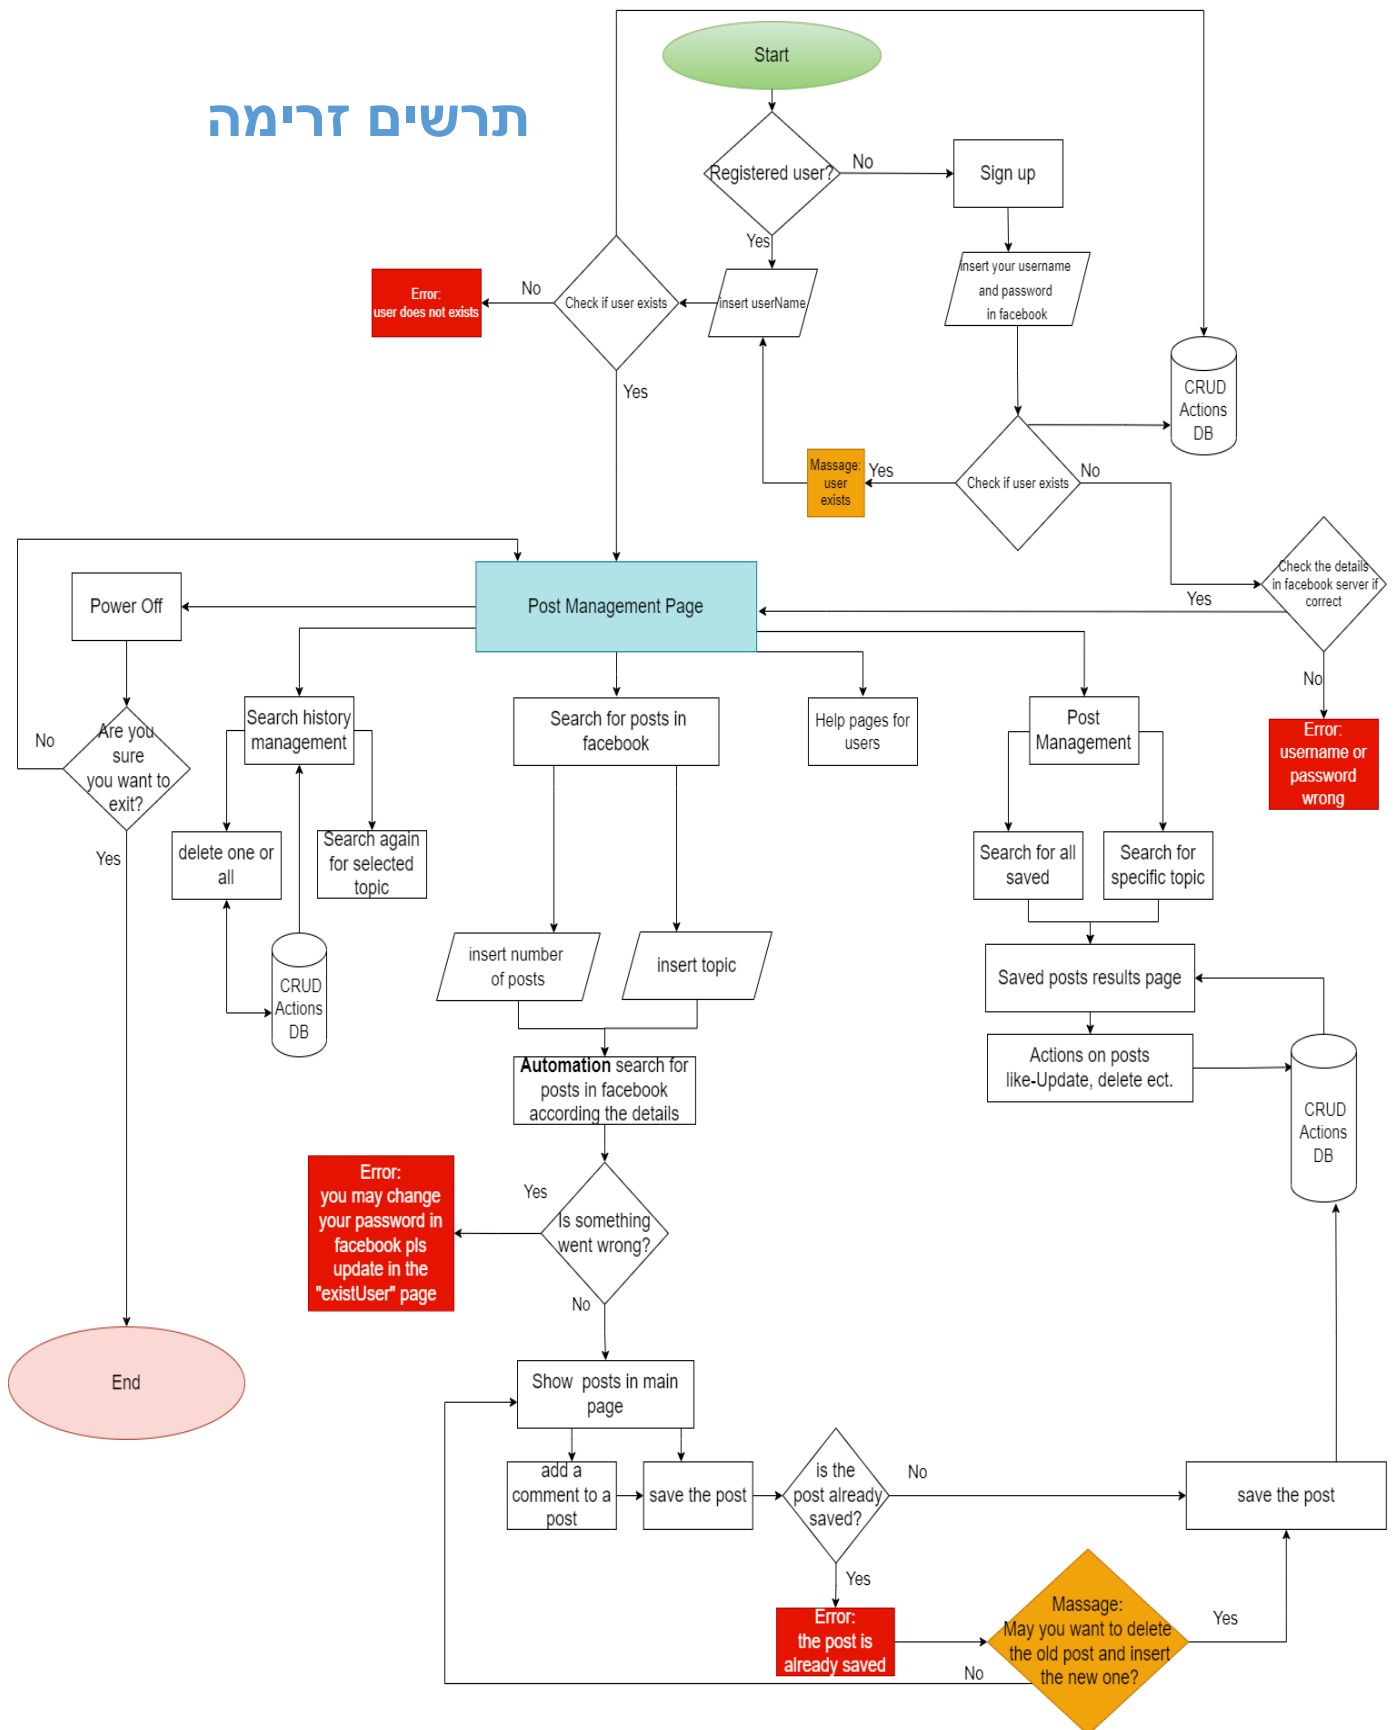 Start
תרשים זרימה
Registered user?
No
Sign up
Yes
insert your username
and password
in facebook
Error:
user does not exists
No
Check if user exists
insert userName
Yes
CRUD
Actions
DB
Massage:
user
exists
Yes
Check if user exists
No
Check the details
in facebook server if
correct
Yes
No
Error:
username or
password
wrong
Power Off
Post Management Page
No
Are you
sure
you want to
exit?
Yes
Search history
management
Search for posts in
facebook
Help pages for
users
Post
Management
delete one or
all
Search again
for selected
topic
Search for all
saved
Search for
specific topic
CRUD
Actions
DB
insert number
of posts
insert topic
Saved posts results page
Automation search for
posts in facebook
according the details
Actions on posts
like-Update, delete ect.
CRUD
Actions
DB
Error:
you may change
your password in
facebook pls
update in the
"existUser" page
Yes
Is something
went wrong?
No
End
Show  posts in main
page
add a
comment to a
post
save the post
is the
post already
saved?
No
save the post
Yes
Error:
the post is
already saved
Massage:
May you want to delete
the old post and insert
the new one?
Yes
No